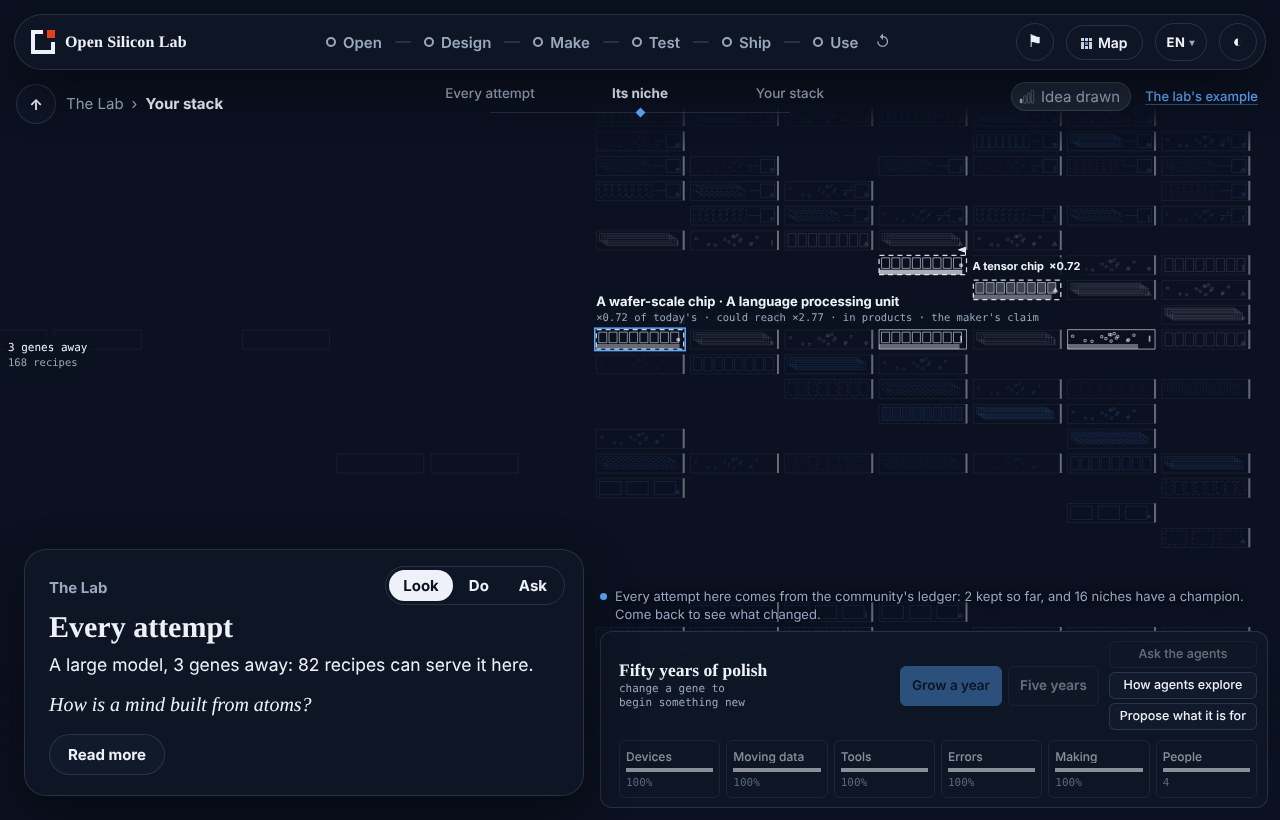 Open Silicon Lab
Open
Design
Make
Test
Ship
Use
Map
EN
The Lab › Your stack
Every attempt
Its niche
Your stack
Idea drawn
The lab's example
A tensor chip ×0.72
A wafer-scale chip · A language processing unit
×0.72 of today's · could reach ×2.77 · in products · the maker's claim
3 genes away
168 recipes
The Lab
Look
Do
Ask
Every attempt
A large model, 3 genes away: 82 recipes can serve it here.
How is a mind built from atoms?
Read more
Every attempt here comes from the community's ledger: 2 kept so far, and 16 niches have a champion.
Come back to see what changed.
Fifty years of polish
change a gene to
begin something new
Grow a year
Five years
Ask the agents
How agents explore
Propose what it is for
Devices
100%
Moving data
100%
Tools
100%
Errors
100%
Making
100%
People
4